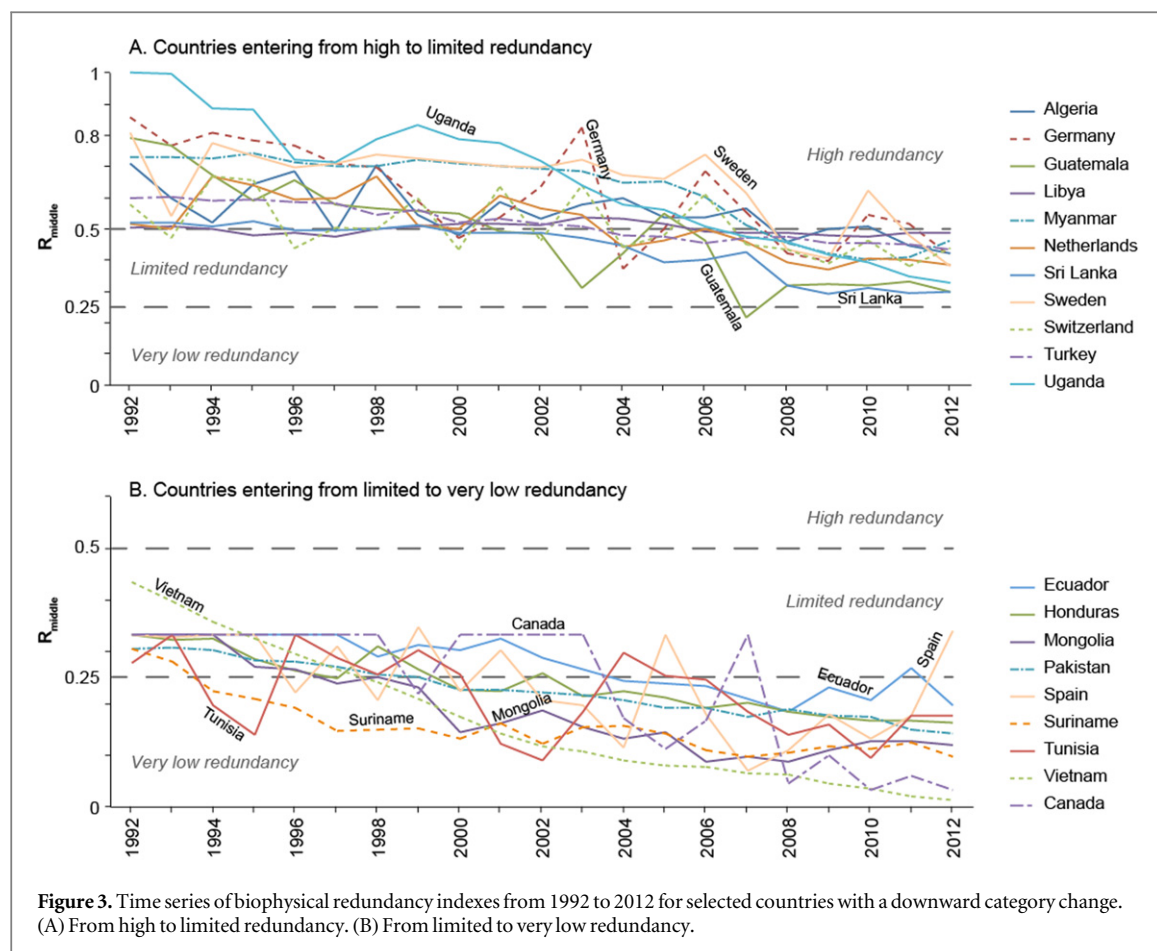 A. Countries entering from high to limited redundancy
1
0.8
0.5
0.25
0
R_middle
Uganda
Germany
Sweden
High redundancy
Limited redundancy
Guatemala
Sri Lanka
Very low redundancy
1992
1994
1996
1998
2000
2002
2004
2006
2008
2010
2012
Algeria
Germany
Guatemala
Libya
Myanmar
Netherlands
Sri Lanka
Sweden
Switzerland
Turkey
Uganda
B. Countries entering from limited to very low redundancy
0.5
0.25
0
R_middle
High redundancy
Limited redundancy
Vietnam
Canada
Spain
Ecuador
Mongolia
Suriname
Tunisia
Very low redundancy
1992
1994
1996
1998
2000
2002
2004
2006
2008
2010
2012
Ecuador
Honduras
Mongolia
Pakistan
Spain
Suriname
Tunisia
Vietnam
Canada
Figure 3. Time series of biophysical redundancy indexes from 1992 to 2012 for selected countries with a downward category change.
(A) From high to limited redundancy. (B) From limited to very low redundancy.